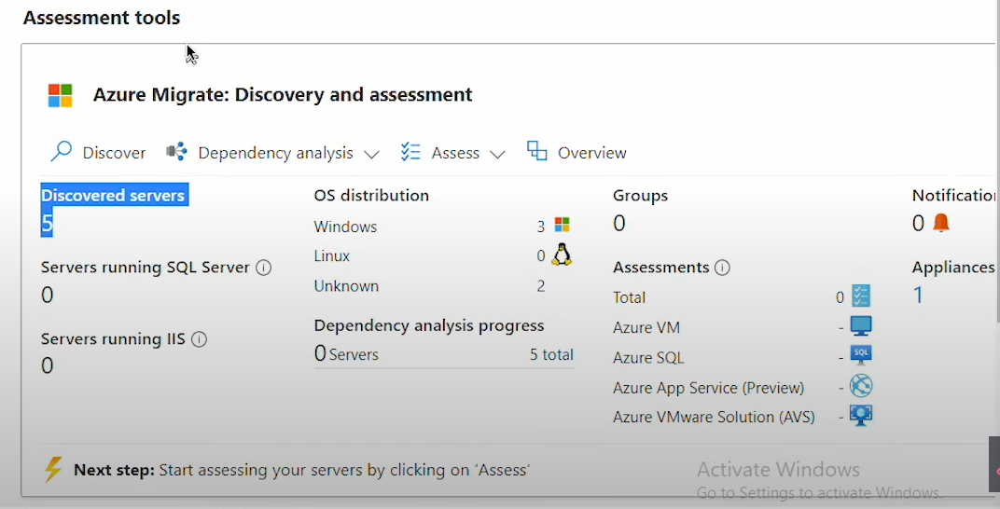 Assessment tools
Azure Migrate: Discovery and assessment
Discover Dependency analysis Assess Overview
Discovered servers
5
Servers running SQL Server
0
Servers running IIS
0
OS distribution
Windows 3
Linux 0
Unknown 2
Dependency analysis progress
0 Servers 5 total
Groups
0
Assessments
Total 0
Azure VM -
Azure SQL - SQL
Azure App Service (Preview) -
Azure VMware Solution (AVS) -
Notificatio
0
Appliances
1
Next step: Start assessing your servers by clicking on ‘Assess’
Activate Windows
Go to Settings to activate Windows.